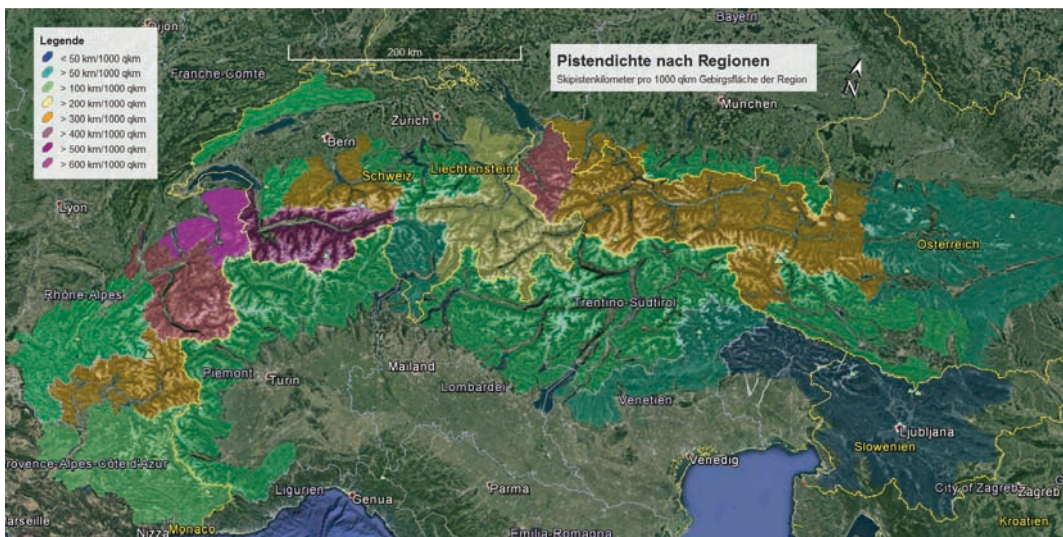 Legende
< 50 km/1000 qkm
> 50 km/1000 qkm
> 100 km/1000 qkm
> 200 km/1000 qkm
> 300 km/1000 qkm
> 400 km/1000 qkm
> 500 km/1000 qkm
> 600 km/1000 qkm
200 km
Pistendichte nach Regionen
Skipistenkilometer pro 1000 qkm Gebirgsfläche der Region
N
Bayern
Dijon
Franche-Comté
München
Zürich
Bern
Liechtenstein
Schweiz
Lyon
Österreich
Rhône-Alpes
Trentino-Südtirol
Piemont
Turin
Mailand
Lombardei
Venetien
Ljubljana
Slowenien
Venedig
Provence-Alpes-Côte d'Azur
City of Zagreb
Zagreb
Ligurien
Genua
Parma
arseille
Nizza
Monaco
Emilia-Romagna
Kroatien